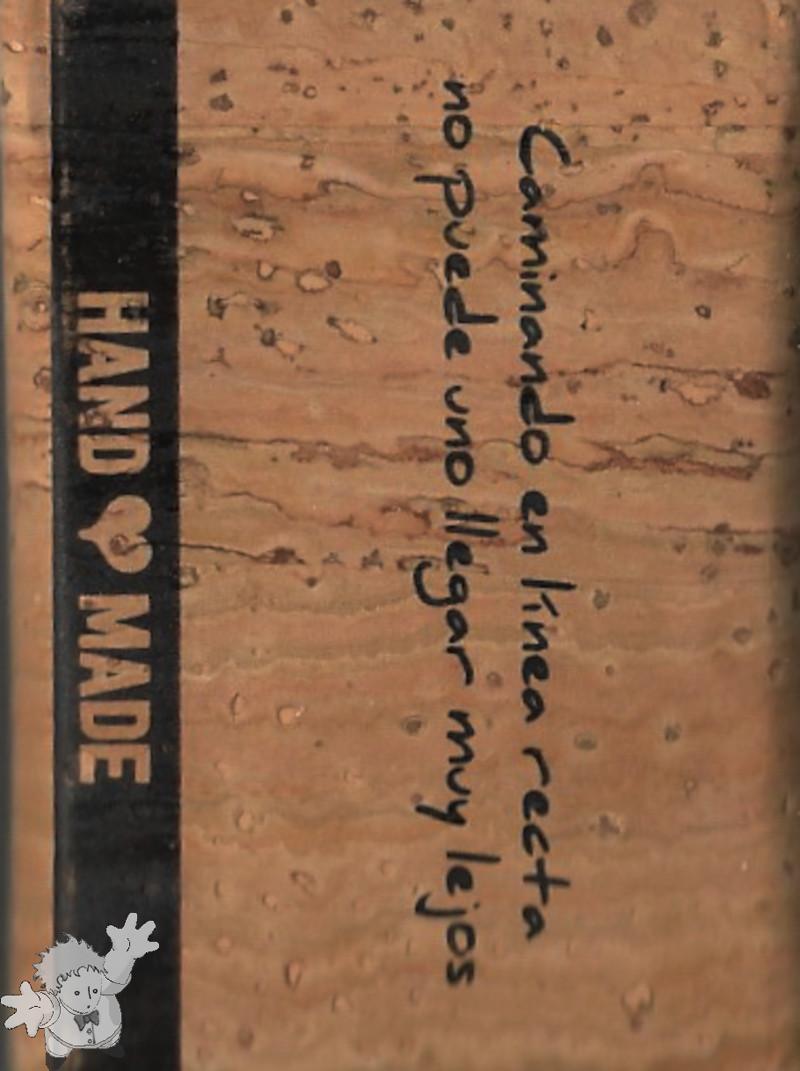 Caminando en línea recta
no puede uno llegar muy lejos
HAND MADE